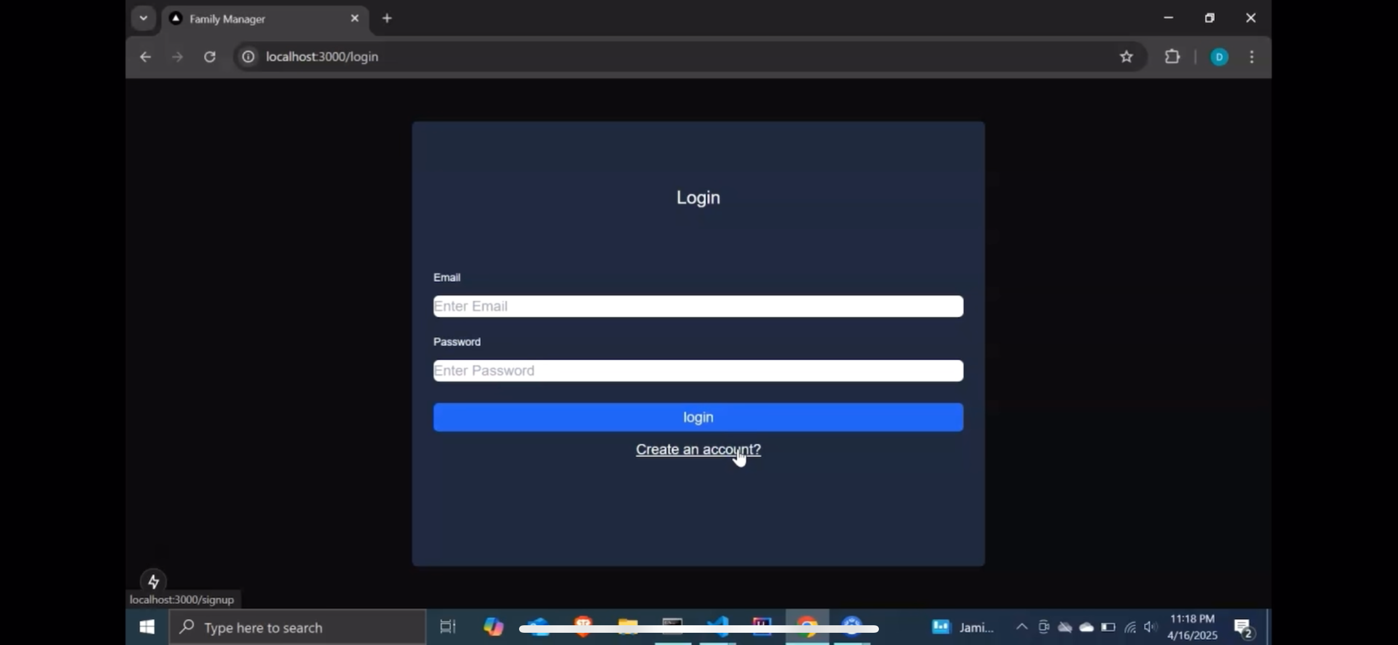 Family Manager
localhost:3000/login
Login
Email
Enter Email
Password
Enter Password
login
Create an account?
localhost:3000/signup
Type here to search
Jami...
11:18 PM
4/16/2025
D
2